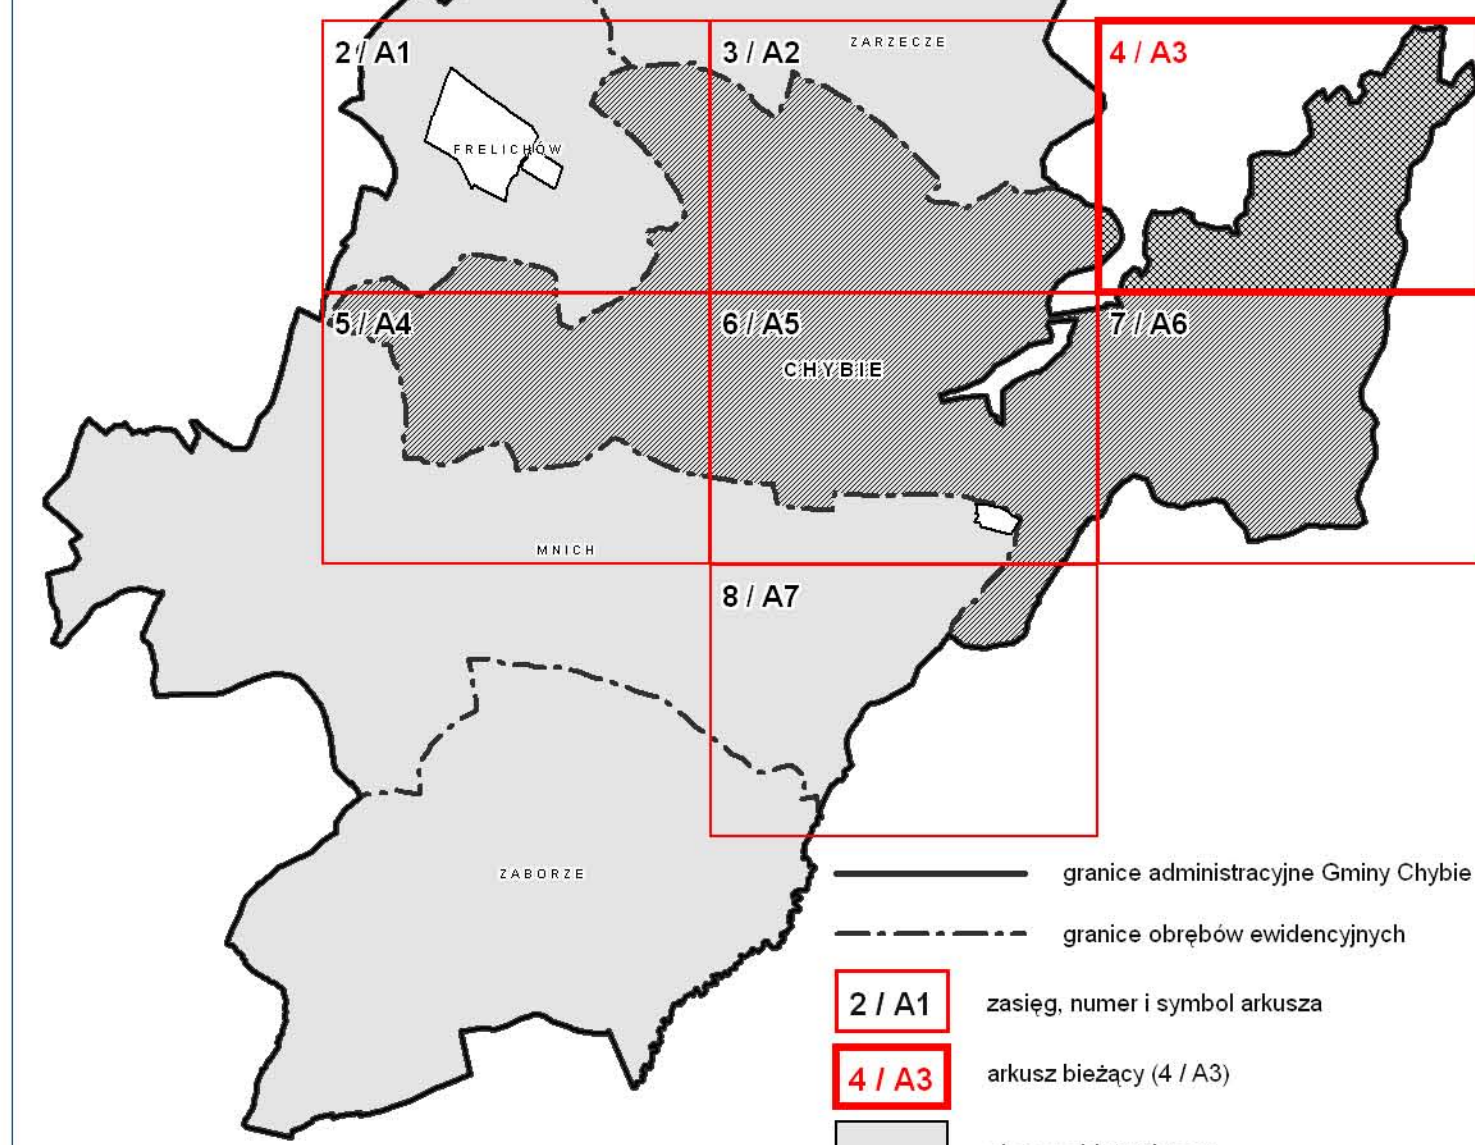 ZARZECZE
2 / A1
3 / A2
4 / A3
FRELICHÓW
5 / A4
6 / A5
7 / A6
CHYBIE
MNICH
8 / A7
ZABORZE
granice administracyjne Gminy Chybie
granice obrębów ewidencyjnych
2 / A1 zasięg, numer i symbol arkusza
4 / A3 arkusz bieżący (4 / A3)